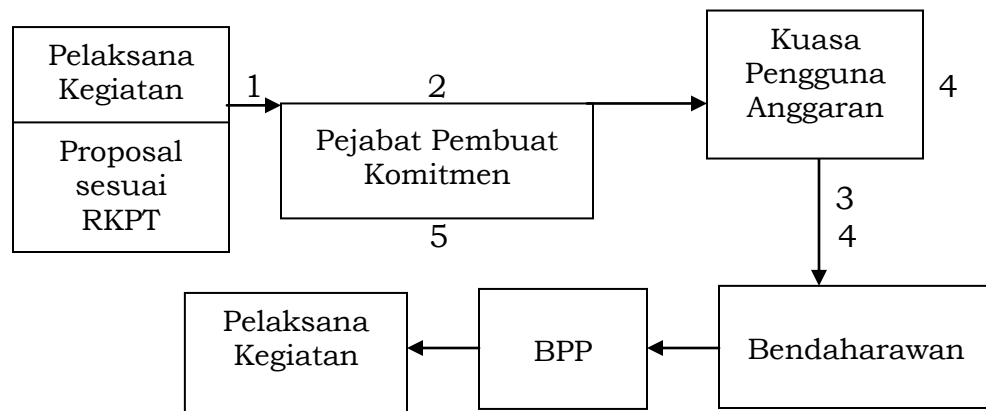 Pelaksana
Kegiatan
Proposal
sesuai
RKPT
1
2
Pejabat Pembuat
Komitmen
5
Kuasa
Pengguna
Anggaran
4
3
4
Pelaksana
Kegiatan
BPP
Bendaharawan